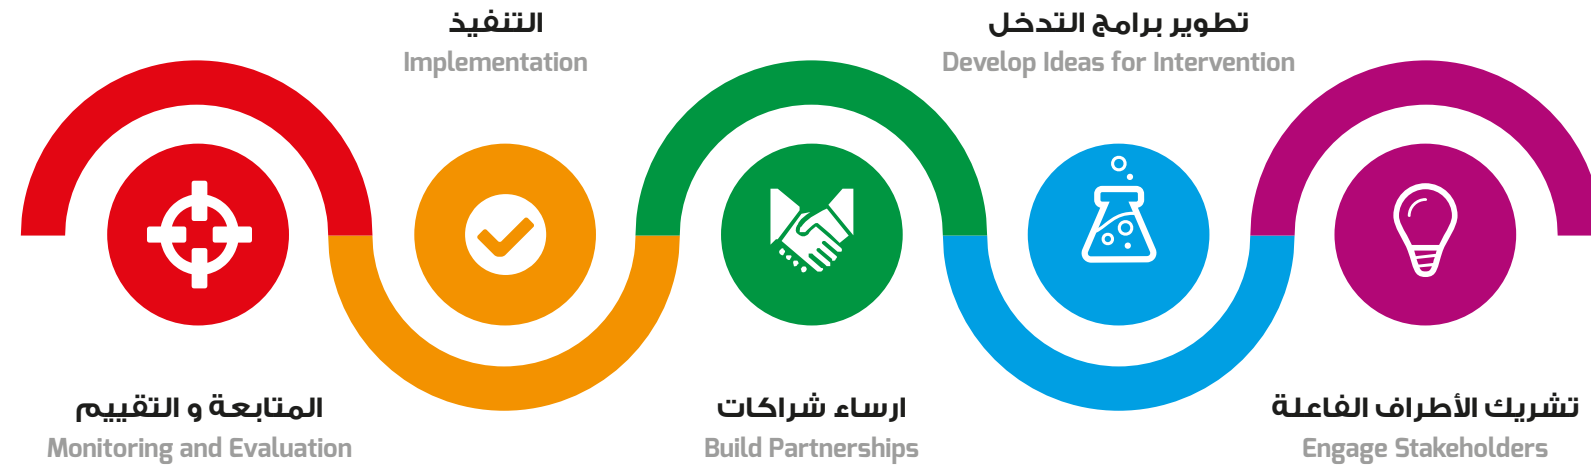 تشريك الأطراف الفاعلة
Engage Stakeholders
تطوير برامج التدخل
Develop Ideas for Intervention
ارساء شراكات
Build Partnerships
التنفيذ
Implementation
المتابعة و التقييم
Monitoring and Evaluation